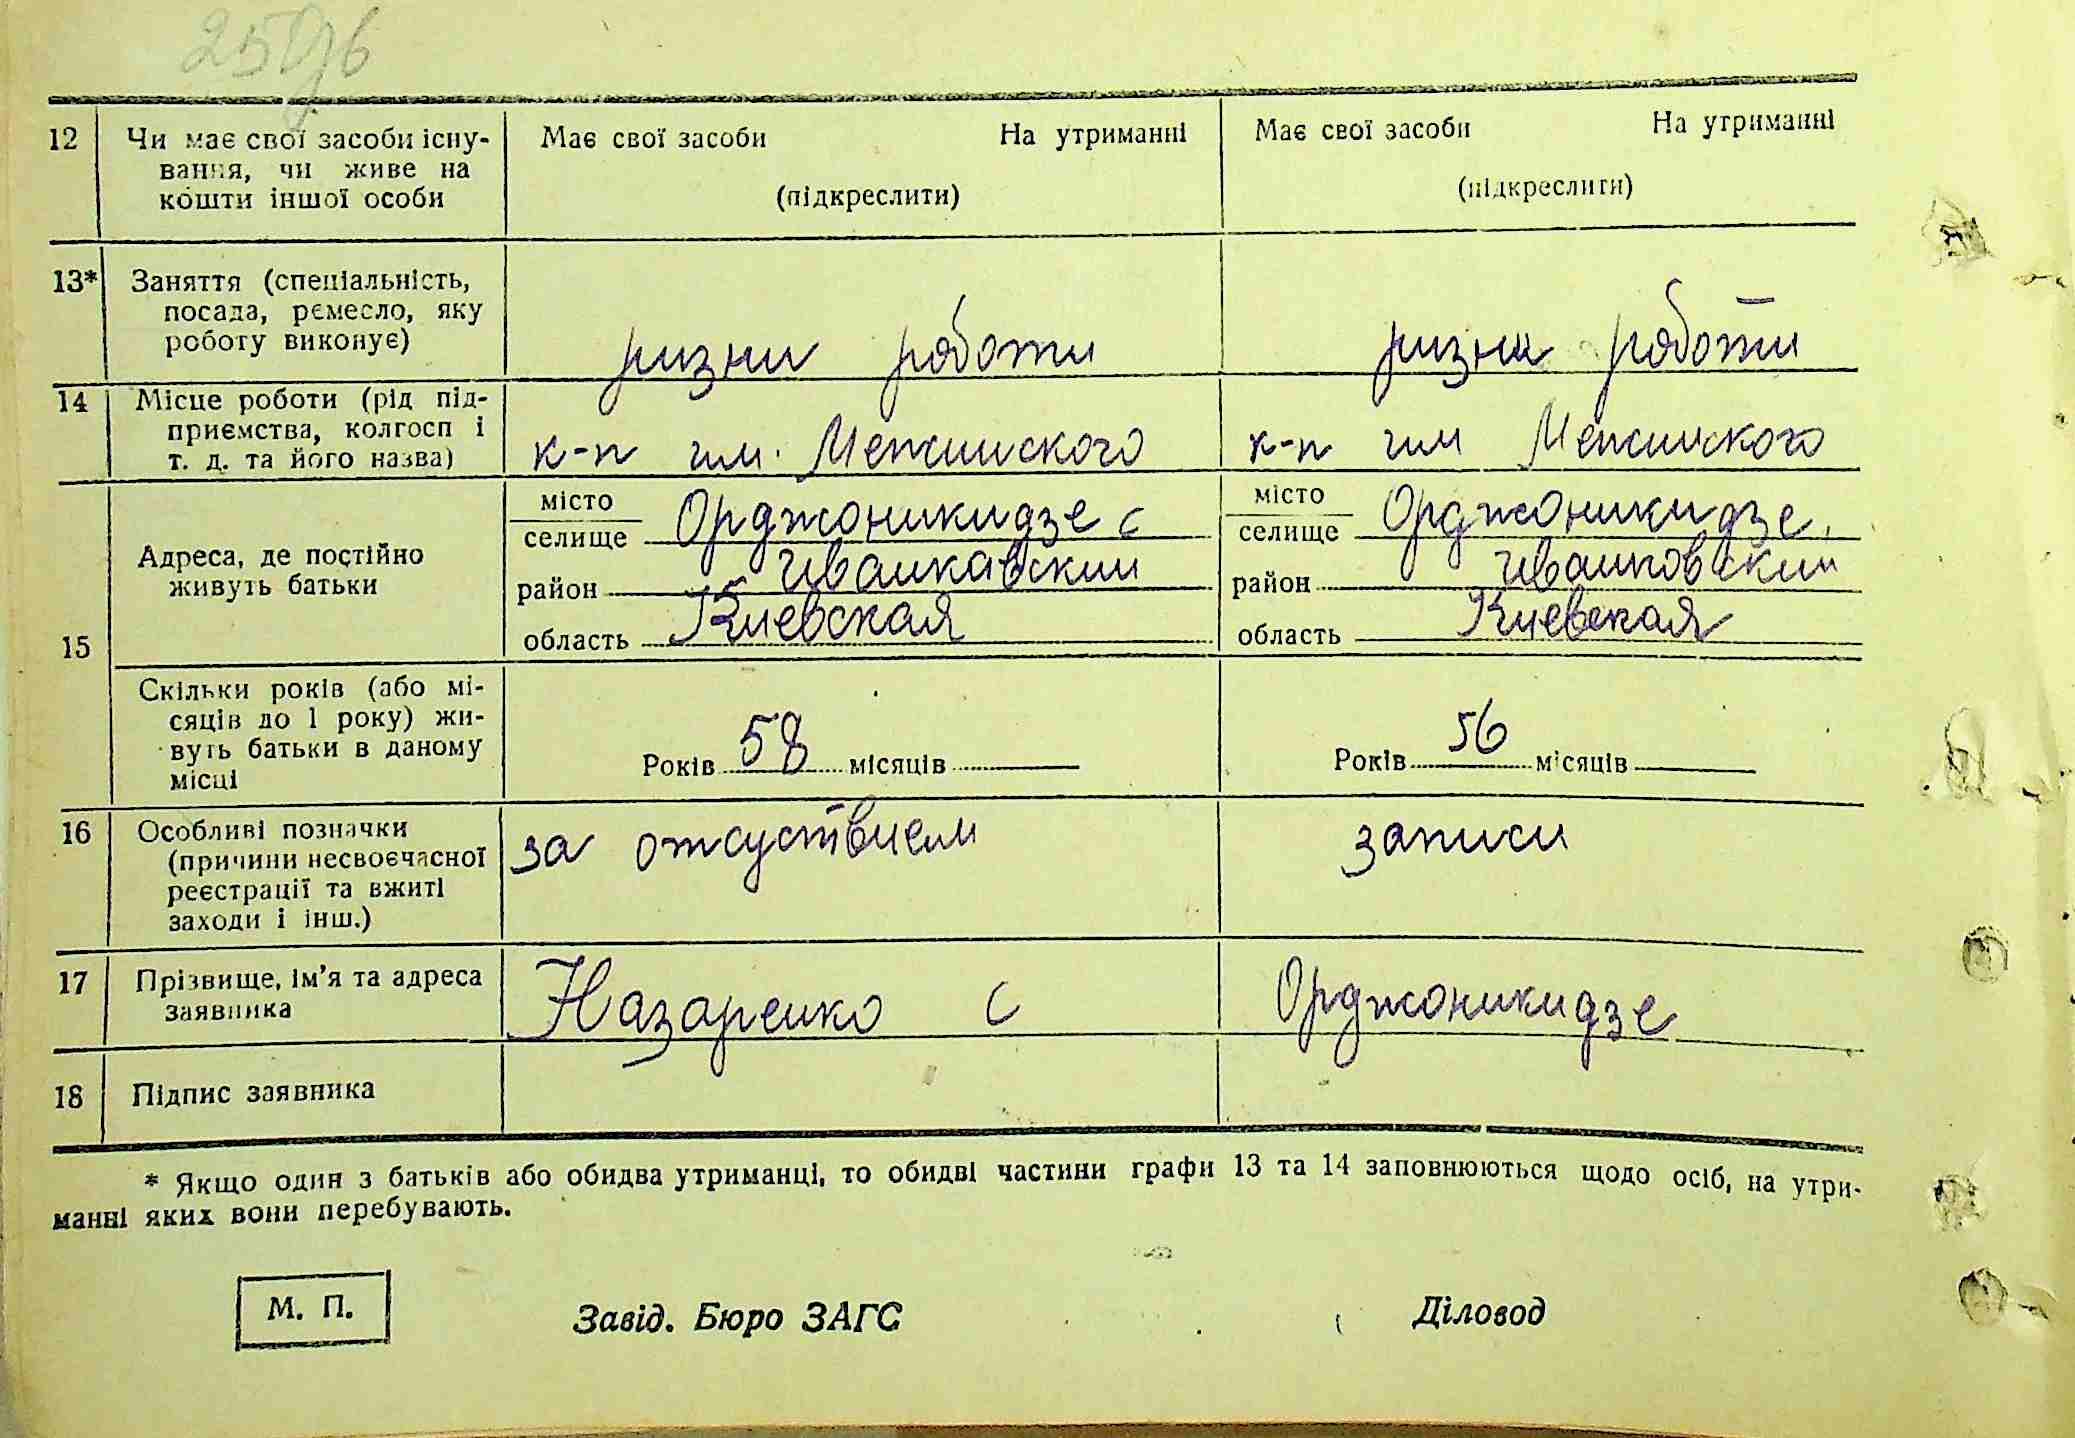 12 Чи має свої засоби існу- Має свої засоби На утриманні Має свої засоби На утриманні
вання, чи живе на
кошти іншої особи (підкреслити) (підкреслити)
13* Заняття (спеціальність,
посада, ремесло, яку
роботу виконує) ризни роботи ризни роботи
14 Місце роботи (рід під-
приємства, колгосп і
т. д. та його назва) к-п им. Менжинского к-п им Менжинского
15 Адреса, де постійно
живуть батьки
місто місто
селище Орджоникидзе с селище Орджоникидзе
район Иванкавский район Иванковский
область Киевская область Киевская
Скільки років (або мі-
сяців до 1 року) жи-
вуть батьки в даному
місці Років 58 місяців Років 56 місяців
16 Особливі позначки
(причини несвоєчасної
реєстрації та вжиті
заходи і інш.) за отсуствием записи
17 Прізвище, ім'я та адреса
заявника Назаренко с Орджоникидзе
18 Підпис заявника
* Якщо один з батьків або обидва утриманці, то обидві частини графи 13 та 14 заповнюються щодо осіб, на утри-
манні яких вони перебувають.
М. П. Завід. Бюро ЗАГС Діловод